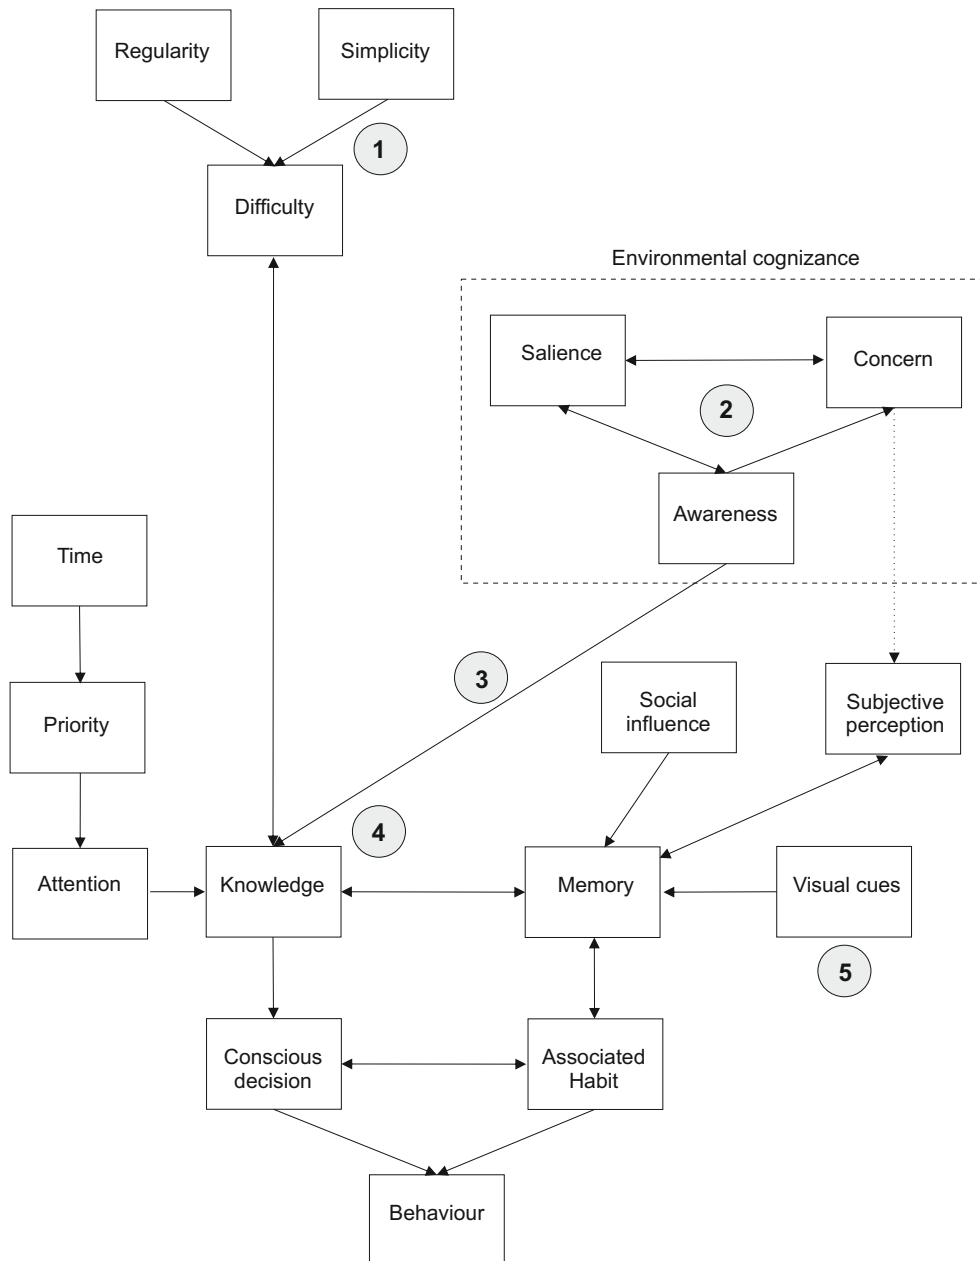 Regularity
Simplicity
1
Difficulty
Environmental cognizance
Salience
Concern
2
Awareness
Time
3
Social
influence
Subjective
perception
Priority
4
Attention
Knowledge
Memory
Visual cues
5
Conscious
decision
Associated
Habit
Behaviour